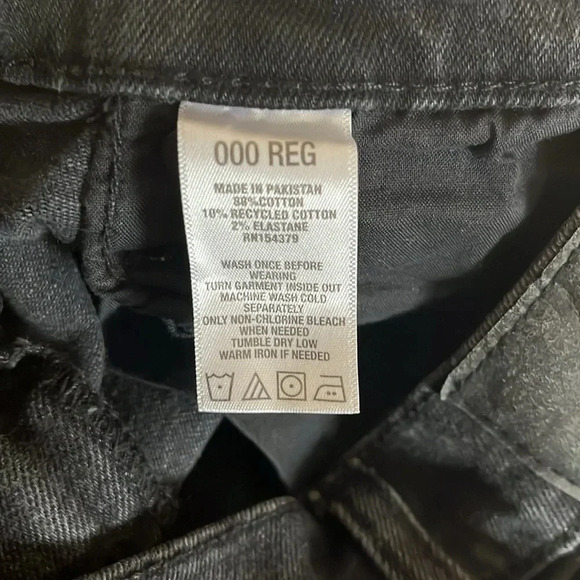 000 REG
MADE IN PAKISTAN
88%COTTON
10% RECYCLED COTTON
2% ELASTANE
RN154379
WASH ONCE BEFORE
WEARING
TURN GARMENT INSIDE OUT
MACHINE WASH COLD
SEPARATELY
ONLY NON-CHLORINE BLEACH
WHEN NEEDED
TUMBLE DRY LOW
WARM IRON IF NEEDED